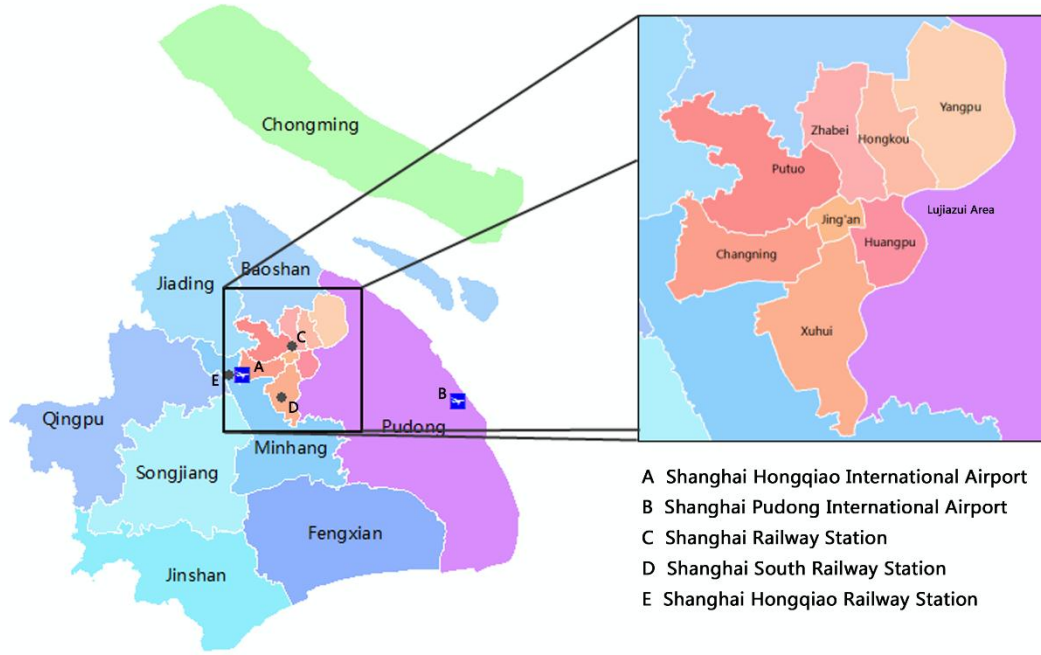 Chongming
Baoshan
Jiading
C
A
E
B
D
Qingpu
Pudong
Minhang
Songjiang
Fengxian
Jinshan
Yangpu
Zhabei
Hongkou
Putuo
Lujiazui Area
Jing'an
Huangpu
Changning
Xuhui
A Shanghai Hongqiao International Airport
B Shanghai Pudong International Airport
C Shanghai Railway Station
D Shanghai South Railway Station
E Shanghai Hongqiao Railway Station